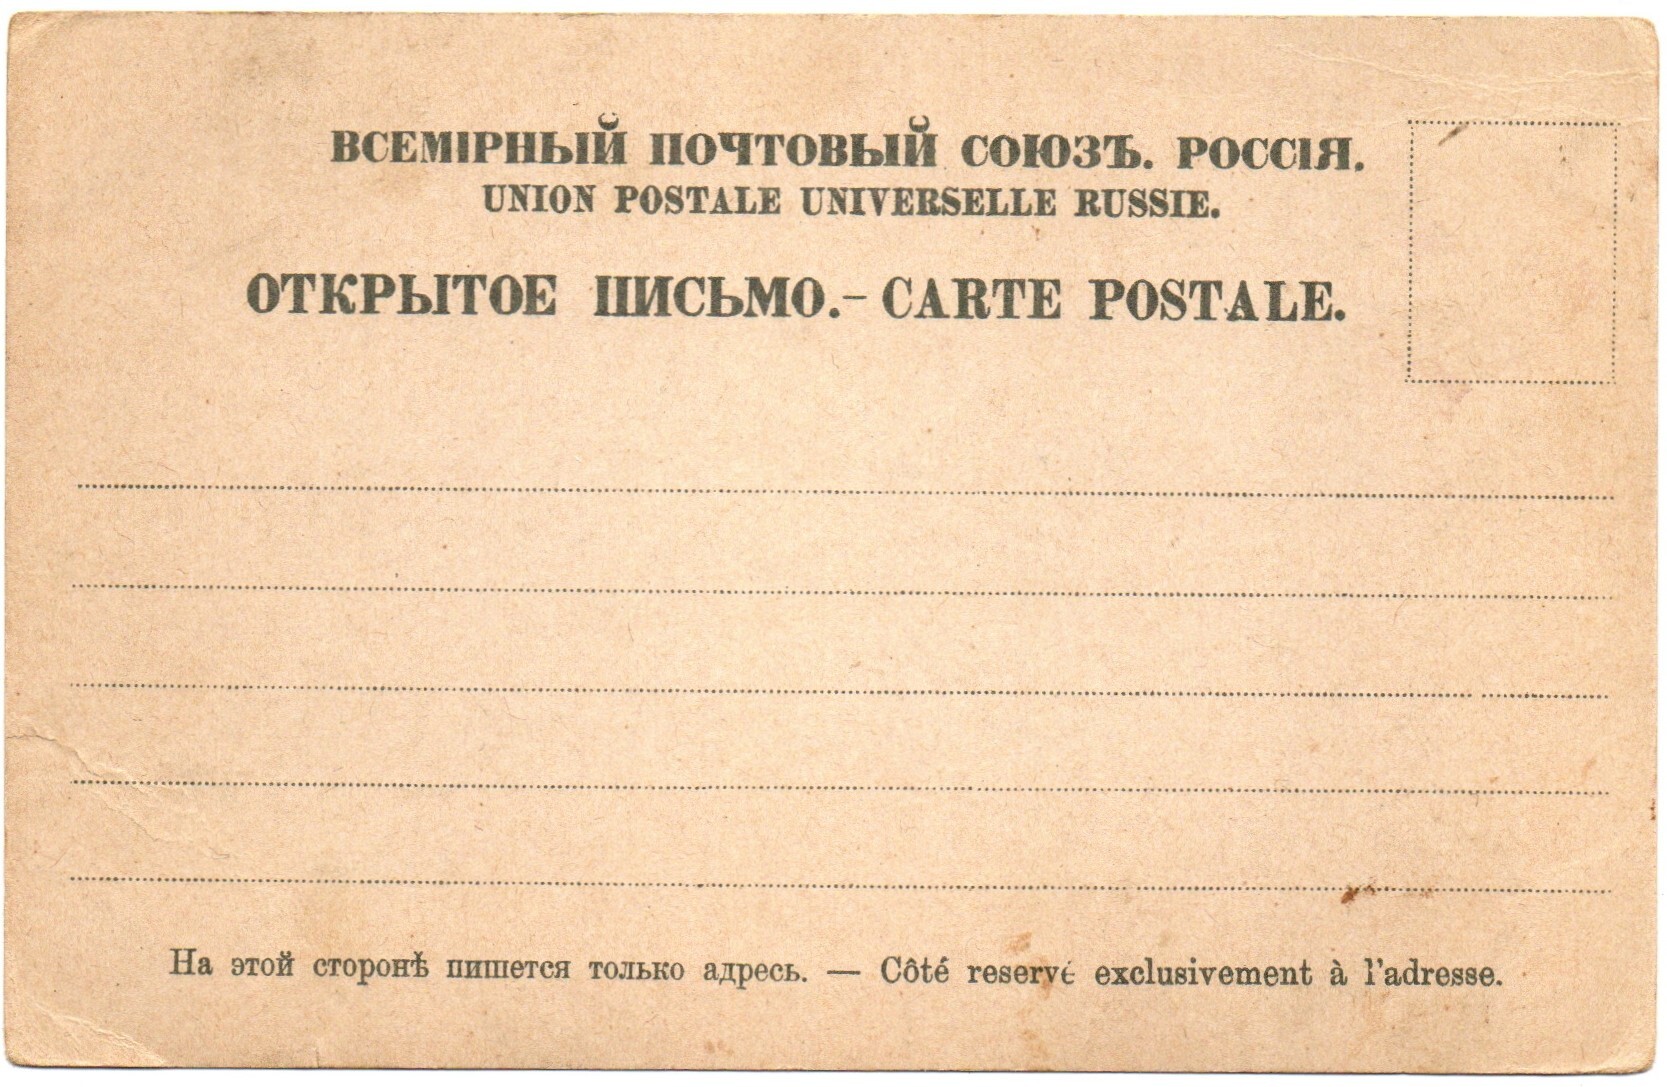 ВСЕМІРНЫЙ ПОЧТОВЫЙ СОЮЗЪ. РОССІЯ.
UNION POSTALE UNIVERSELLE RUSSIE.
ОТКРЫТОЕ ПИСЬМО.–CARTE POSTALE.
На этой сторонѣ пишется только адресь. — Côté reservé exclusivement à l'adresse.